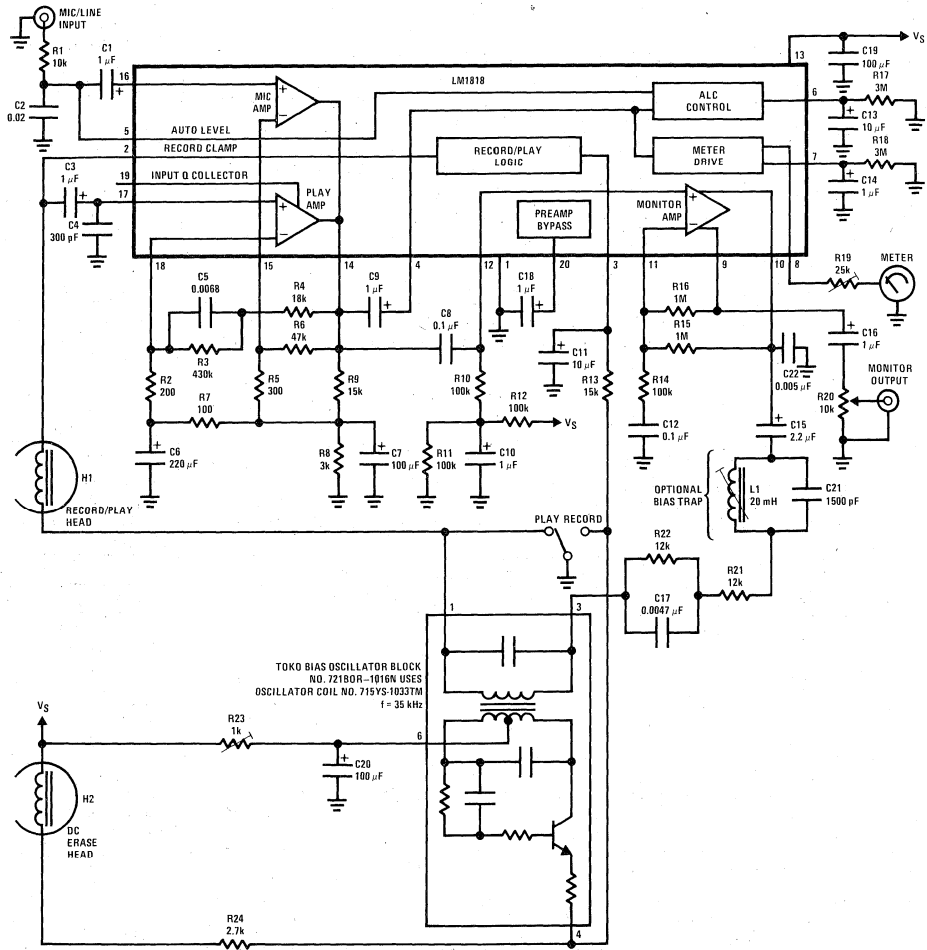 MIC/LINE
INPUT
R1
10k
C1
1 µF
+
16
C2
0.02
5
AUTO LEVEL
2
RECORD CLAMP
C3
1 µF
+
19
INPUT Q COLLECTOR
17
C4
300 pF
LM1818
+
MIC
AMP
−
PLAY
AMP
+
−
RECORD/PLAY
LOGIC
PREAMP
BYPASS
MONITOR
AMP
+
−
ALC
CONTROL
METER
DRIVE
13
VS
C19
100 µF
R17
3M
6
+
C13
10 µF
R18
3M
7
+
C14
1 µF
18
15
14
4
12
1
20
3
11
9
10
8
R19
25k
METER
C5
0.0068
R4
18k
C9
1 µF
+
C18
1 µF
+
C8
0.1 µF
R6
47k
R3
430k
R2
200
R7
100
R5
300
R9
15k
R10
100k
R12
100k
VS
C11
10 µF
+
R13
15k
R16
1M
R15
1M
R14
100k
C22
0.005 µF
C16
1 µF
+
MONITOR
OUTPUT
R20
10k
C12
0.1 µF
C15
2.2 µF
+
C6
220 µF
+
R8
3k
C7
100 µF
+
R11
100k
C10
1 µF
+
H1
RECORD/PLAY
HEAD
OPTIONAL
BIAS TRAP
L1
20 mH
C21
1500 pF
PLAY RECORD
R22
12k
C17
0.0047 µF
R21
12k
1
3
TOKO BIAS OSCILLATOR BLOCK
NO. 721BOR–1016N USES
OSCILLATOR COIL NO. 715YS-1033TM
f = 35 kHz
VS
R23
1k
6
C20
100 µF
+
H2
DC
ERASE
HEAD
R24
2.7k
4